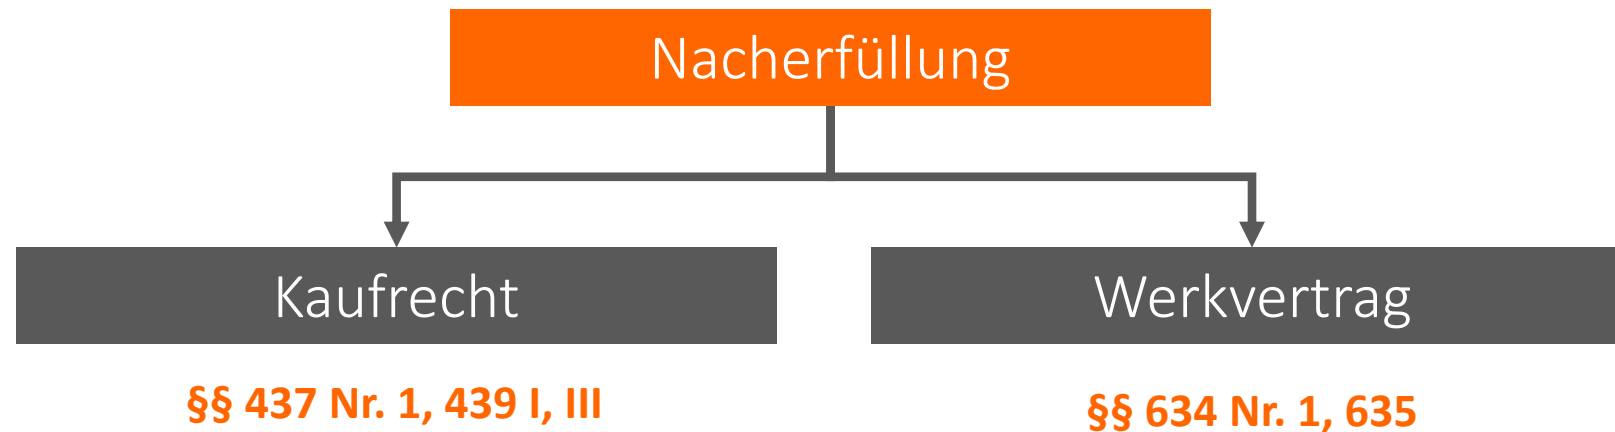 Nacherfüllung
Kaufrecht
Werkvertrag
§§ 437 Nr. 1, 439 I, III
§§ 634 Nr. 1, 635